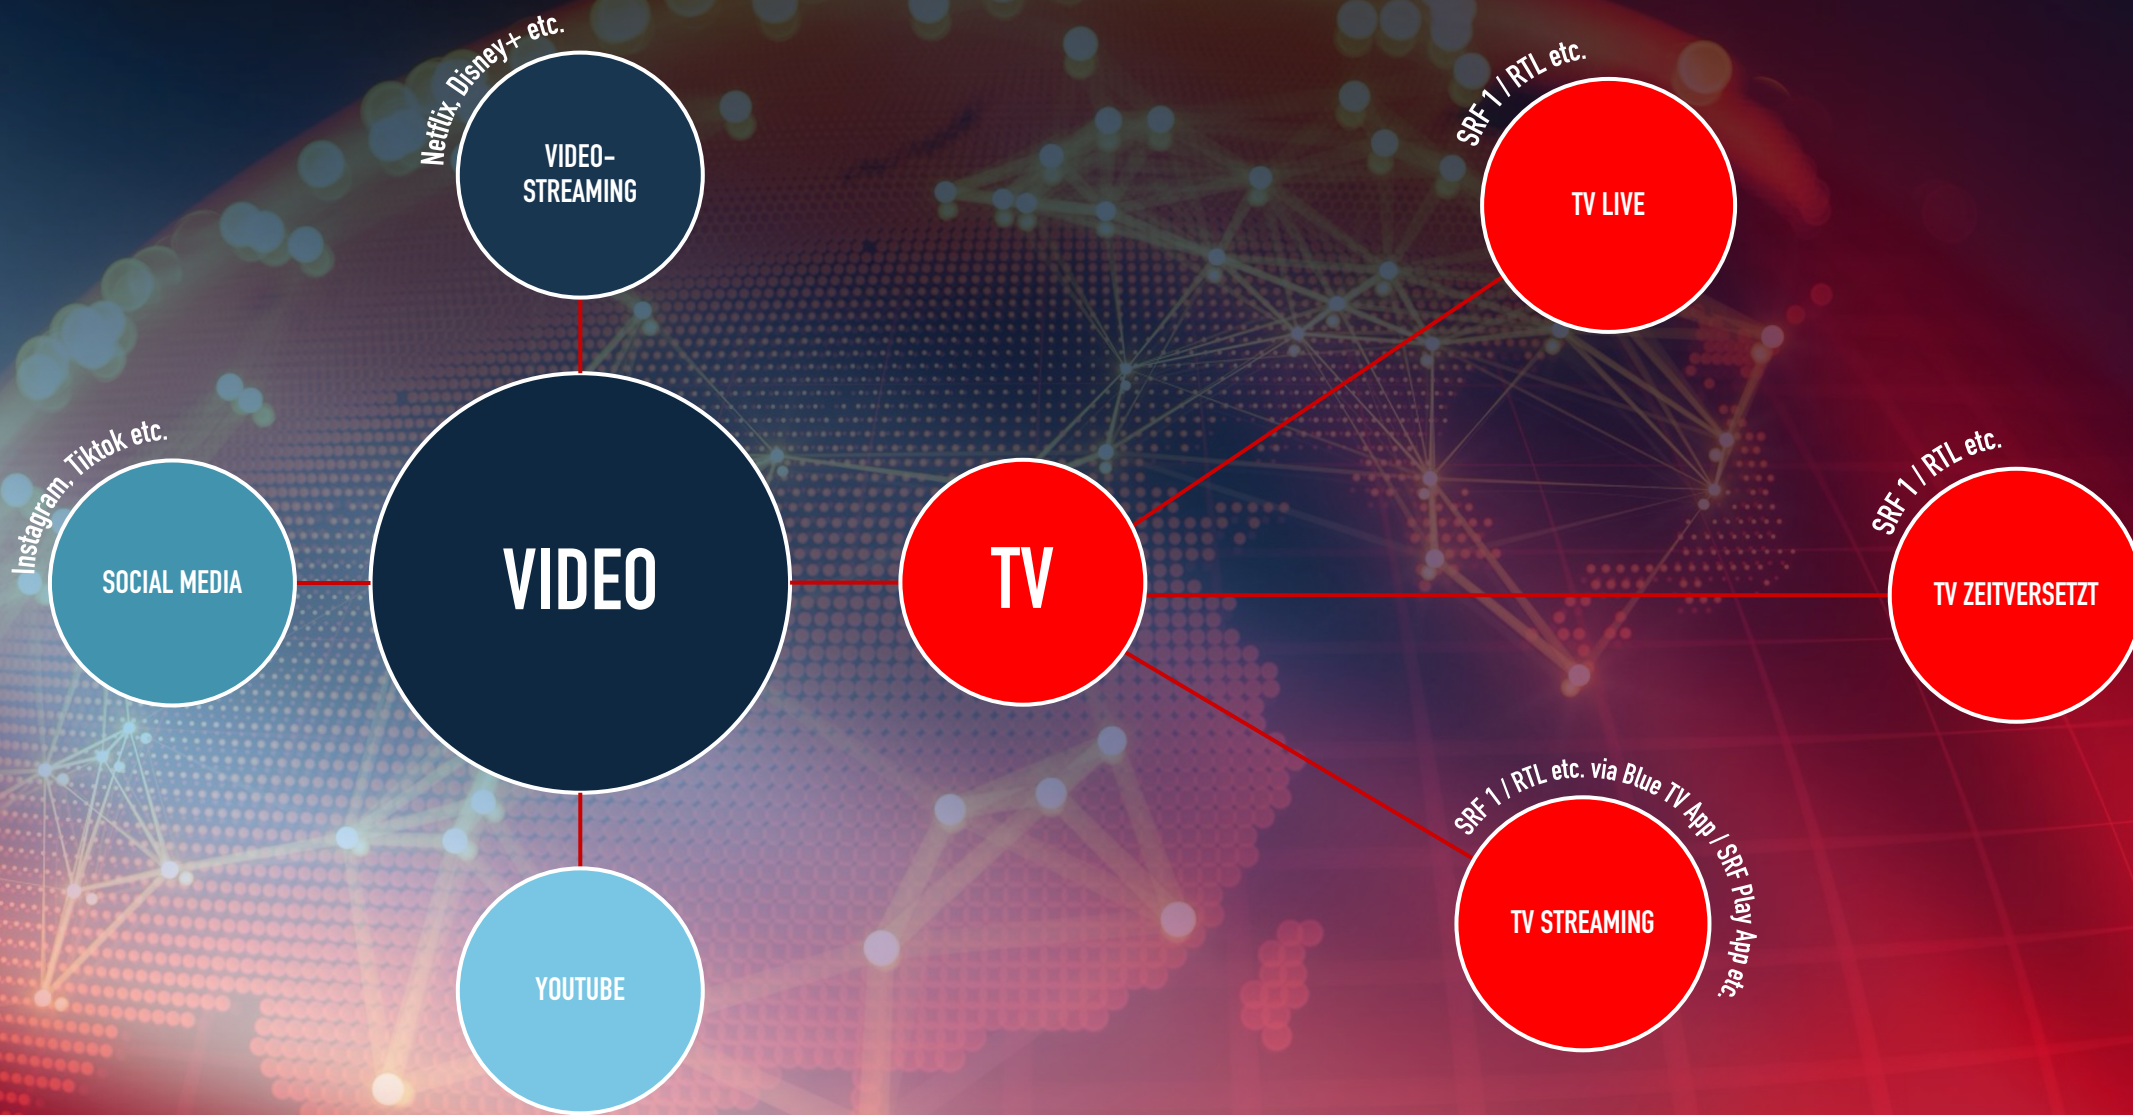 Netflix, Disney+ etc.
VIDEO-
STREAMING
SRF 1 / RTL etc.
TV LIVE
Instagram, Tiktok etc.
SOCIAL MEDIA
VIDEO
TV
SRF 1 / RTL etc.
TV ZEITVERSETZT
SRF 1 / RTL etc. via Blue TV App / SRF Play App etc.
TV STREAMING
YOUTUBE